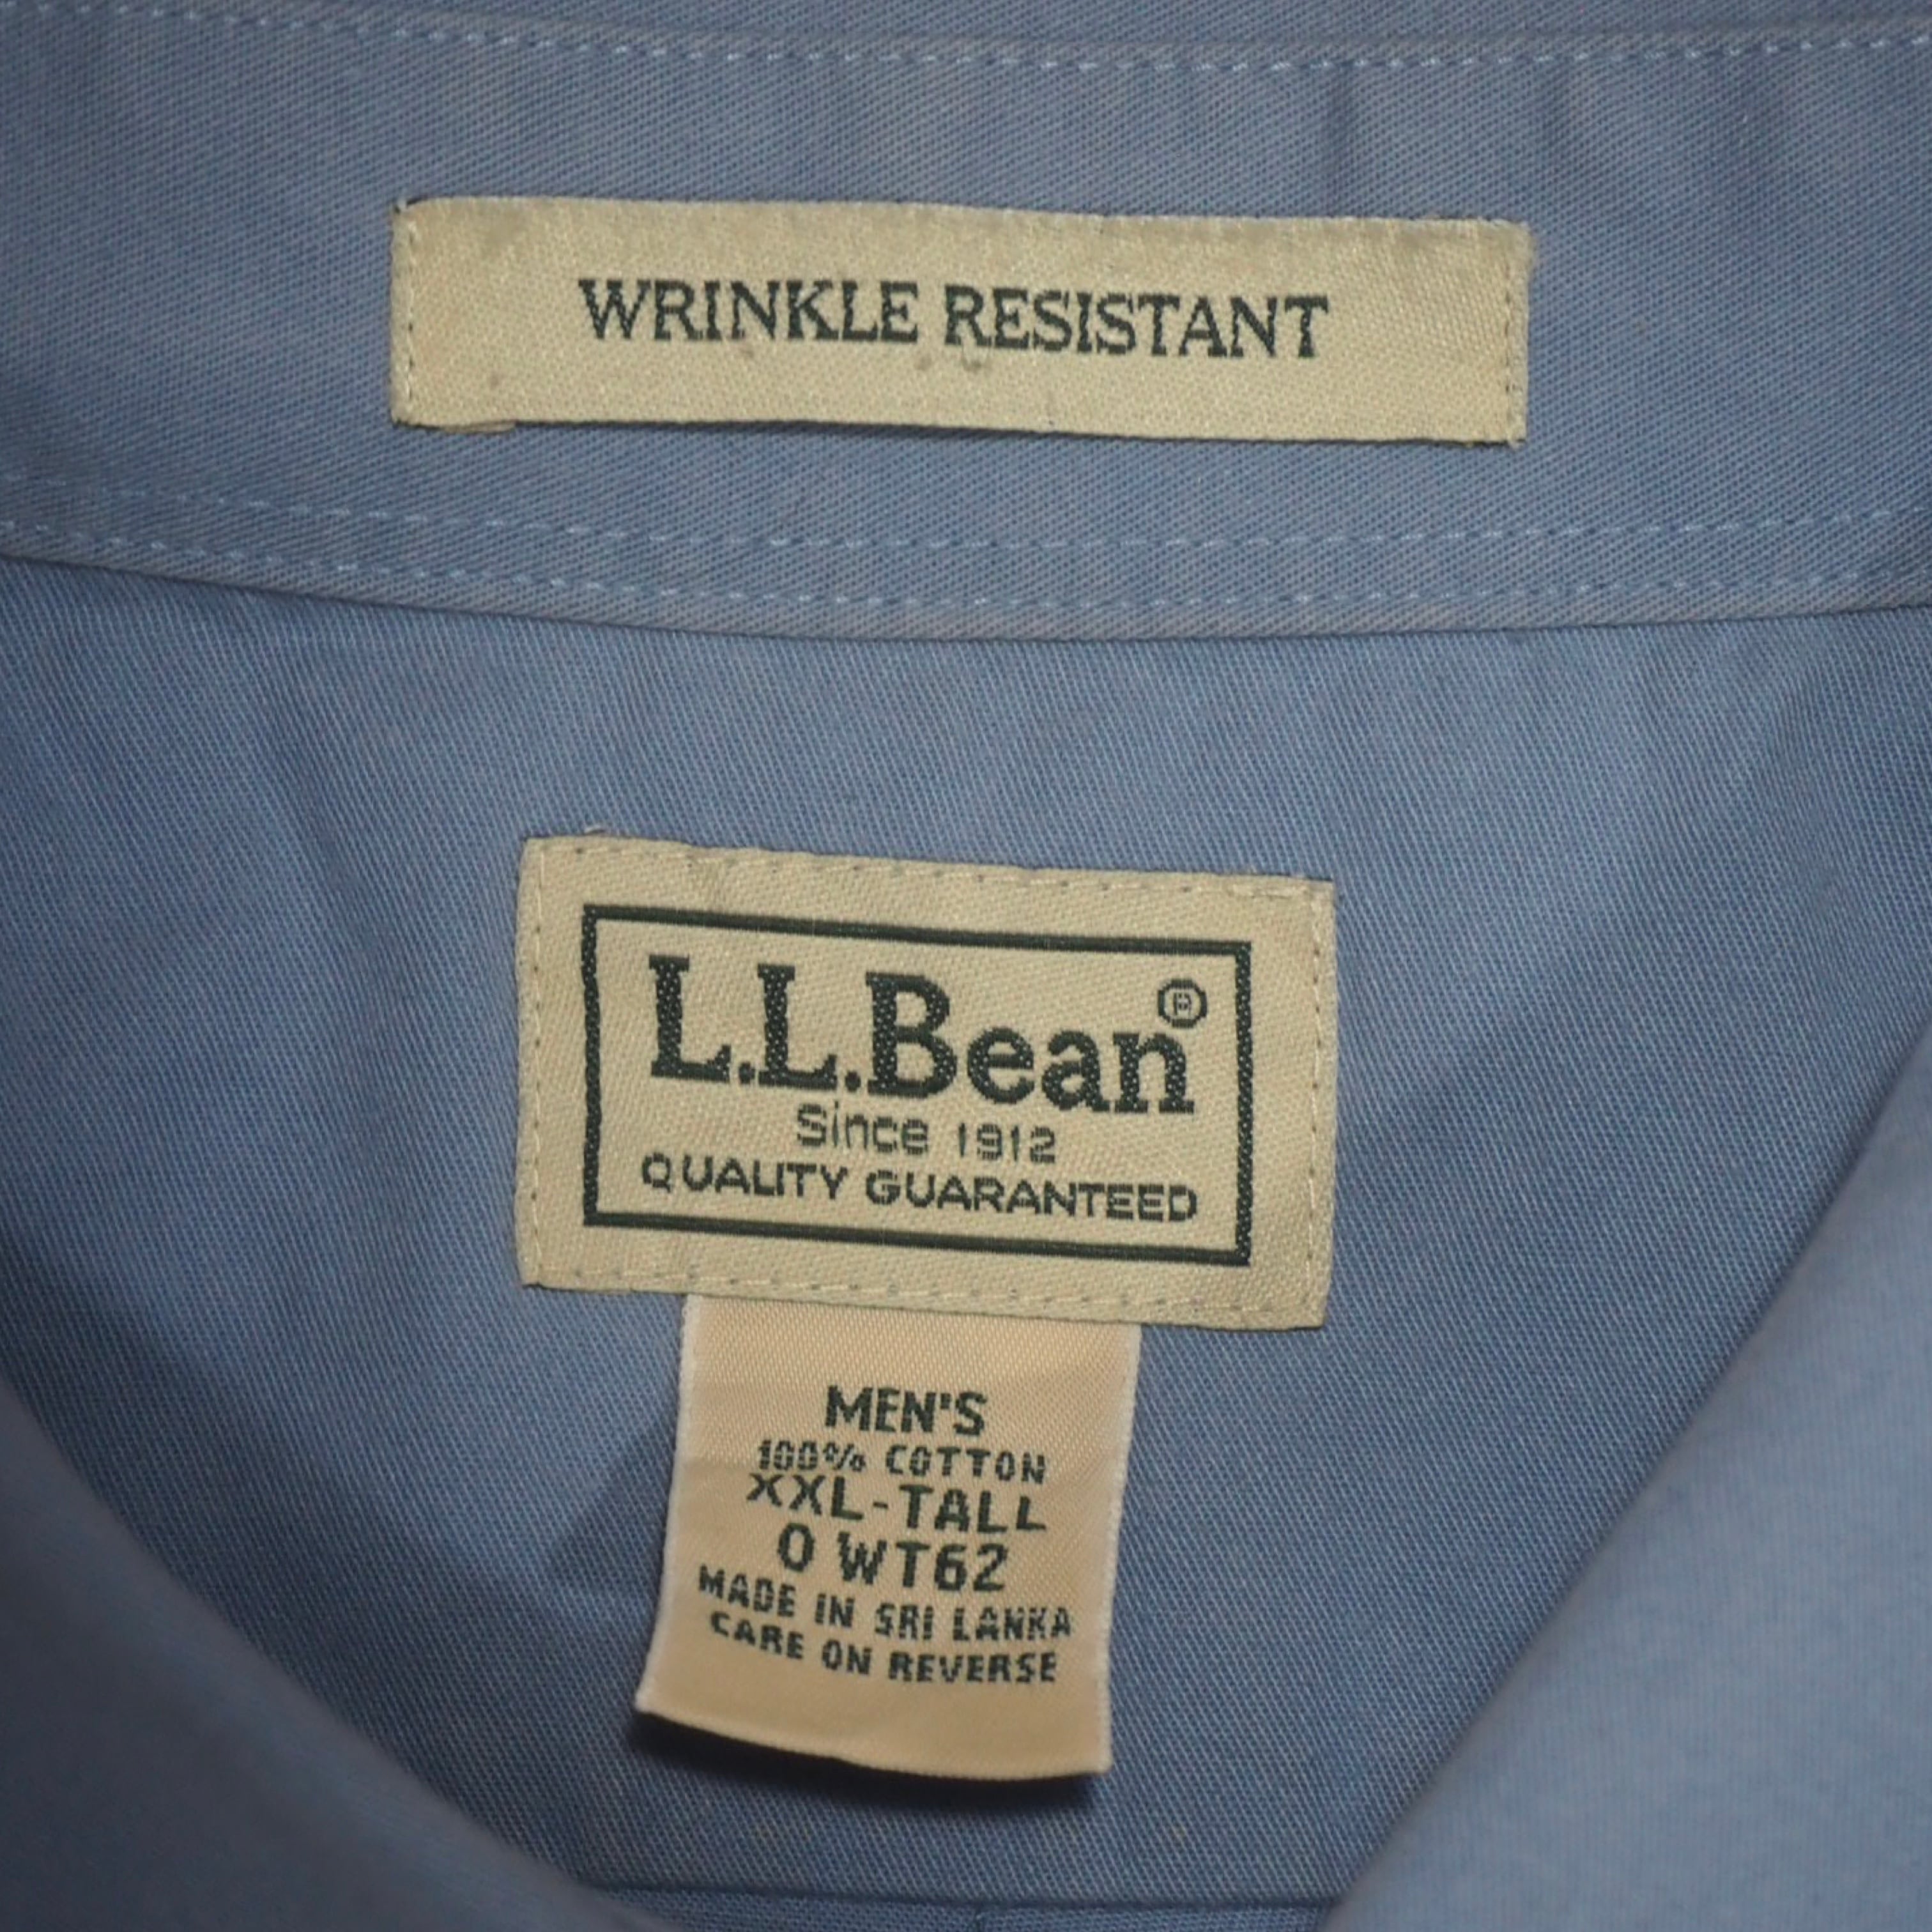 WRINKLE RESISTANT
L.L.Bean®
Since 1912
QUALITY GUARANTEED
MEN'S
100% COTTON
XXL-TALL
0 WT62
MADE IN SRI LANKA
CARE ON REVERSE